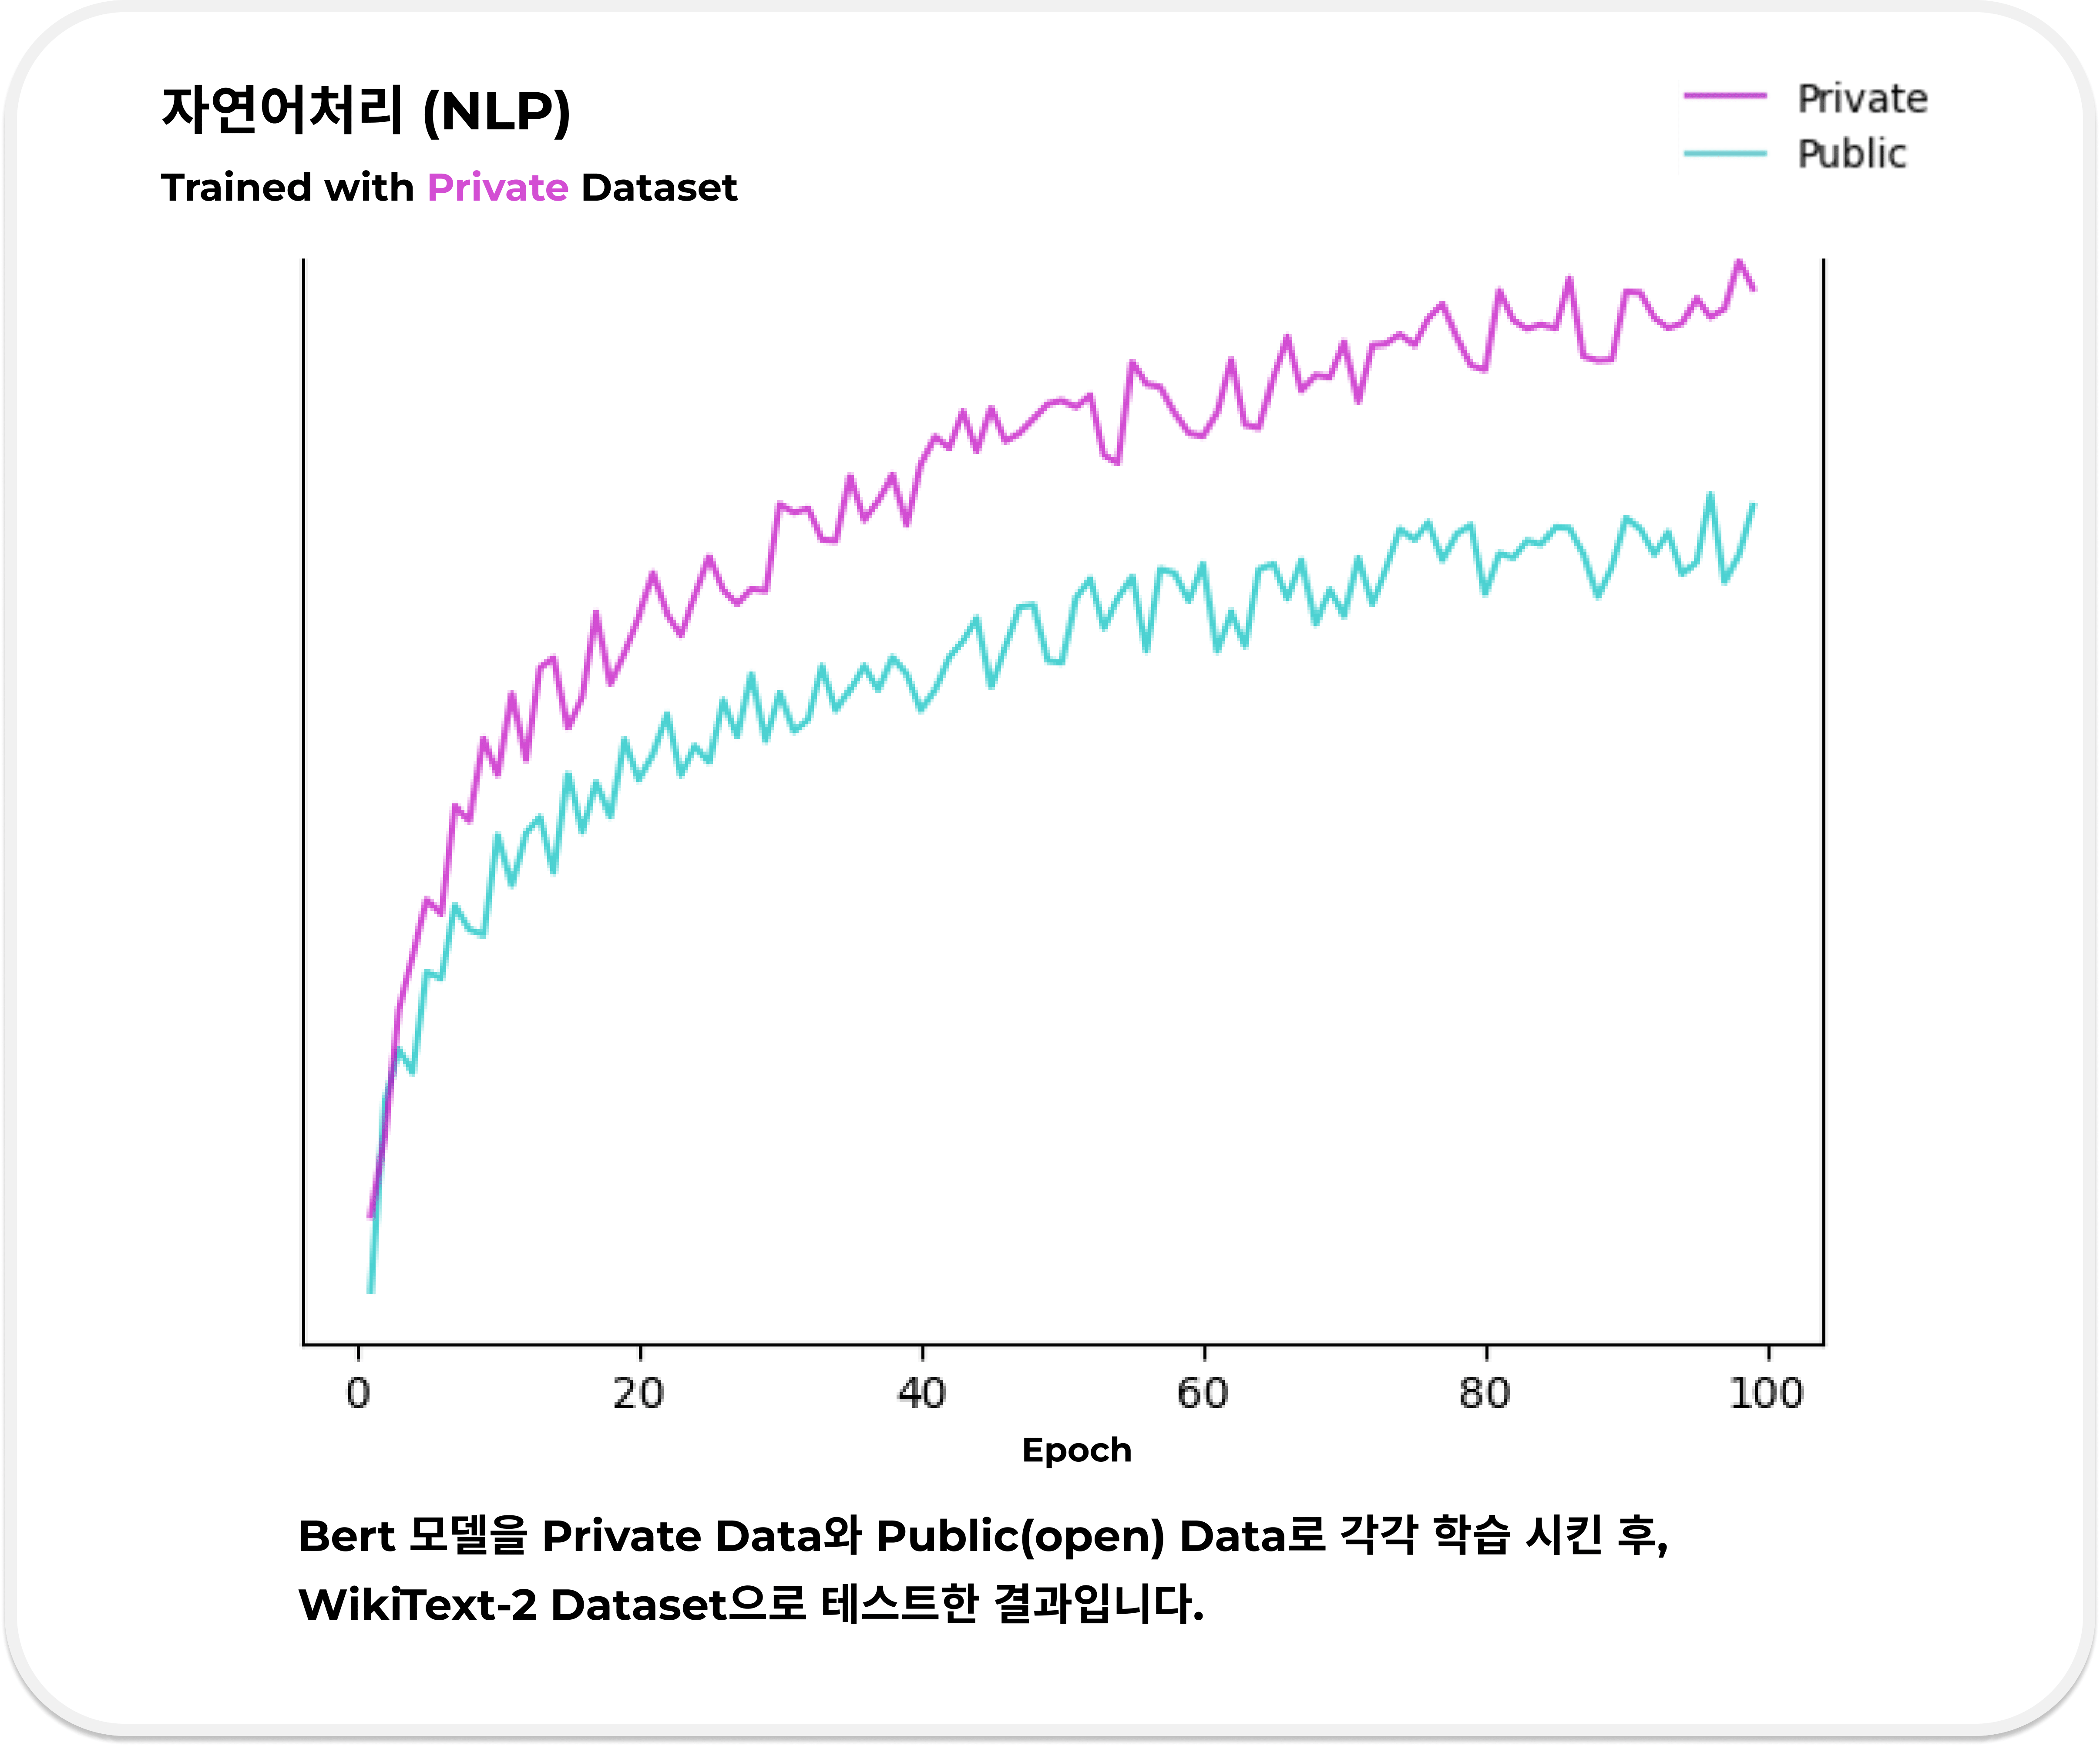 자연어처리 (NLP)
Trained with Private Dataset
Private
Public
0 20 40 60 80 100
Epoch
Bert 모델을 Private Data와 Public(open) Data로 각각 학습 시킨 후,
WikiText-2 Dataset으로 테스트한 결과입니다.